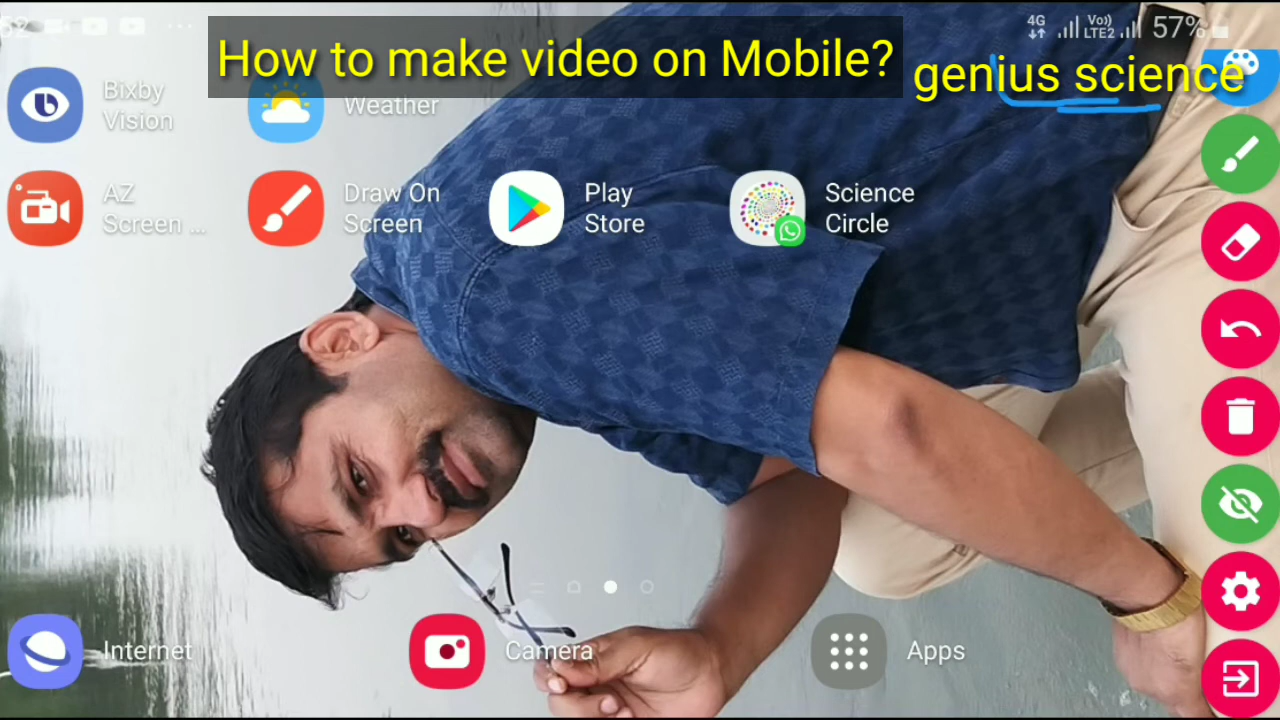 4G Vo)) LTE2 57%
How to make video on Mobile?
genius science
Bixby
Vision
Weather
AZ
Screen ...
Draw On
Screen
Play
Store
Science
Circle
Internet
Camera
Apps